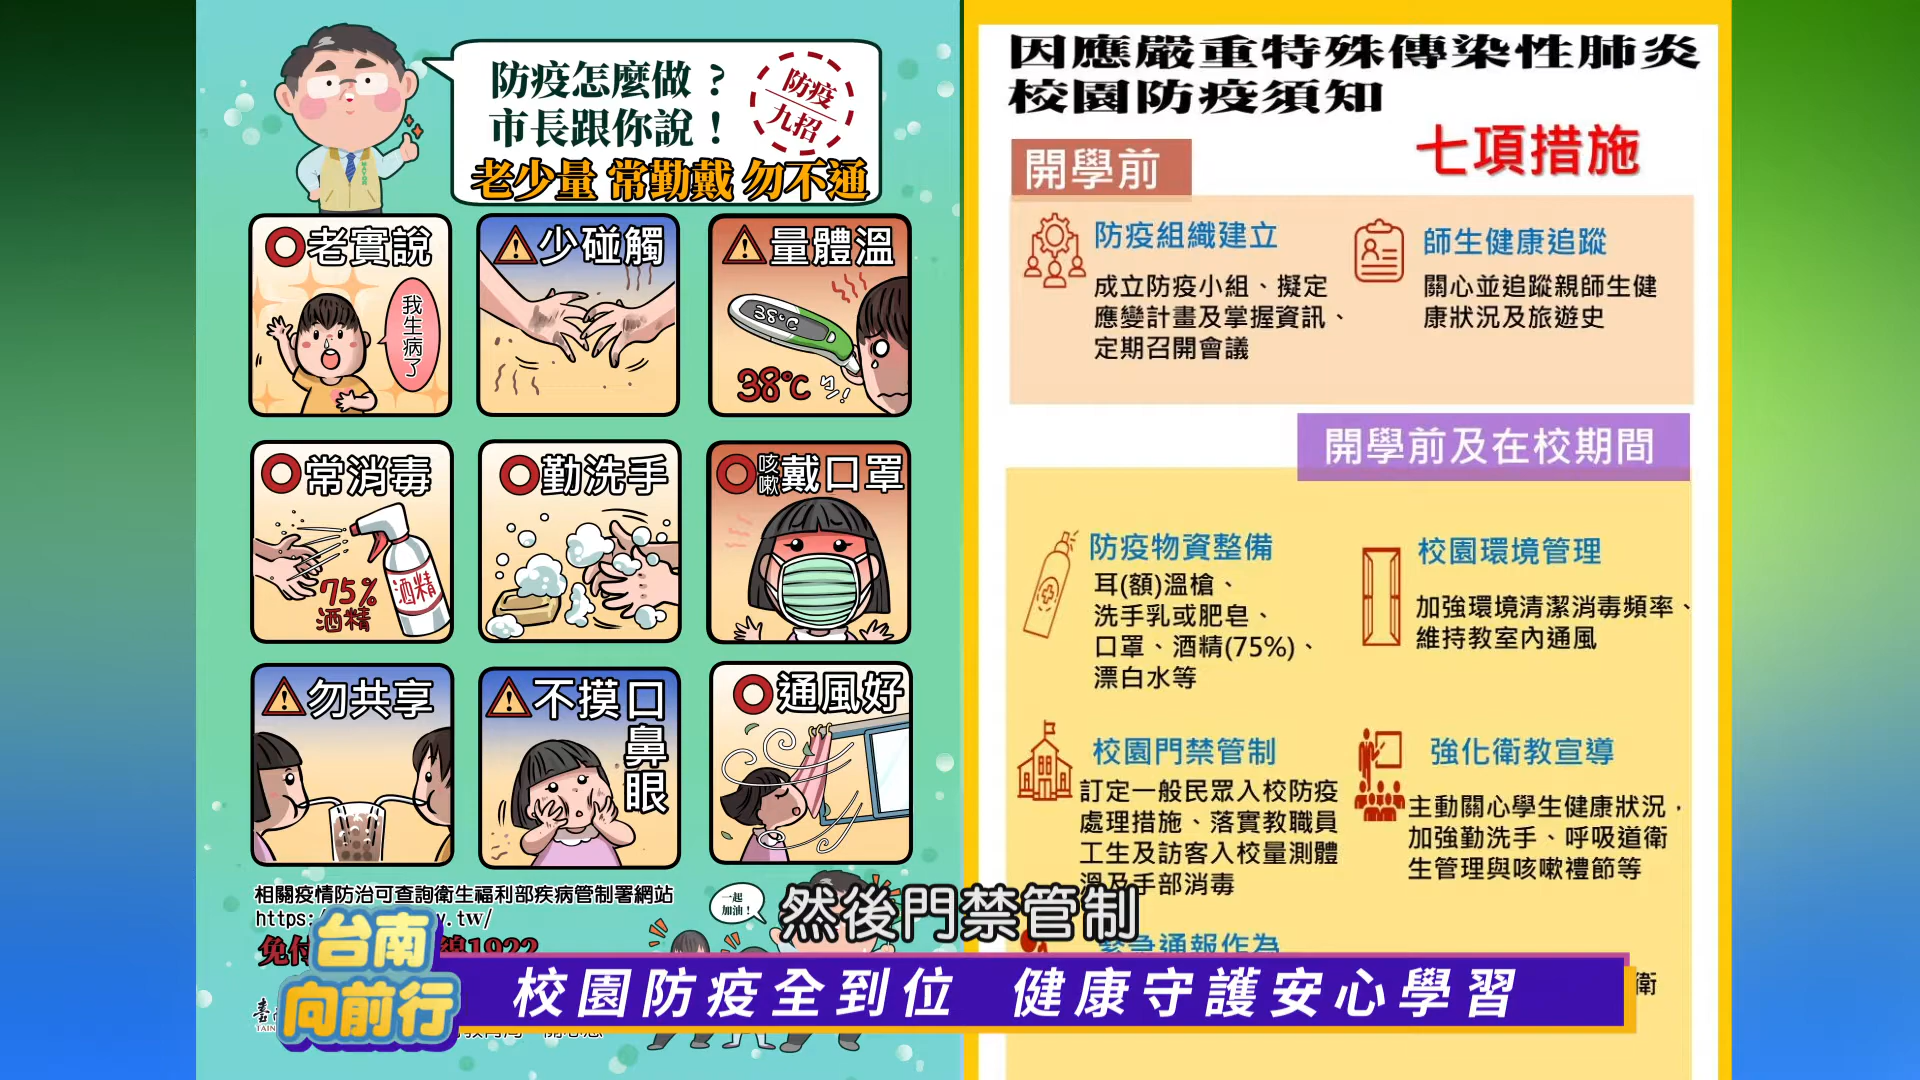 防疫怎麼做？
市長跟你說！
防疫
九招
老少量 常勤戴 勿不通
老實說
我生病了
少碰觸
量體溫
38°C
38°C
常消毒
75%
酒精
酒精
勤洗手
咳嗽戴口罩
勿共享
不摸口鼻眼
通風好
相關疫情防治可查詢衛生福利部疾病管制署網站
https:
.tw/
免付
1922
一起
加油！
因應嚴重特殊傳染性肺炎
校園防疫須知
七項措施
開學前
防疫組織建立
成立防疫小組、擬定
應變計畫及掌握資訊、
定期召開會議
師生健康追蹤
關心並追蹤親師生健
康狀況及旅遊史
開學前及在校期間
防疫物資整備
耳(額)溫槍、
洗手乳或肥皂、
口罩、酒精(75%)、
漂白水等
校園環境管理
加強環境清潔消毒頻率、
維持教室內通風
校園門禁管制
訂定一般民眾入校防疫
處理措施、落實教職員
工生及訪客入校量測體
溫及手部消毒
強化衛教宣導
主動關心學生健康狀況，
加強勤洗手、呼吸道衛
生管理與咳嗽禮節等
緊急通報作為
衛
然後門禁管制
台南
向前行
校園防疫全到位 健康守護安心學習